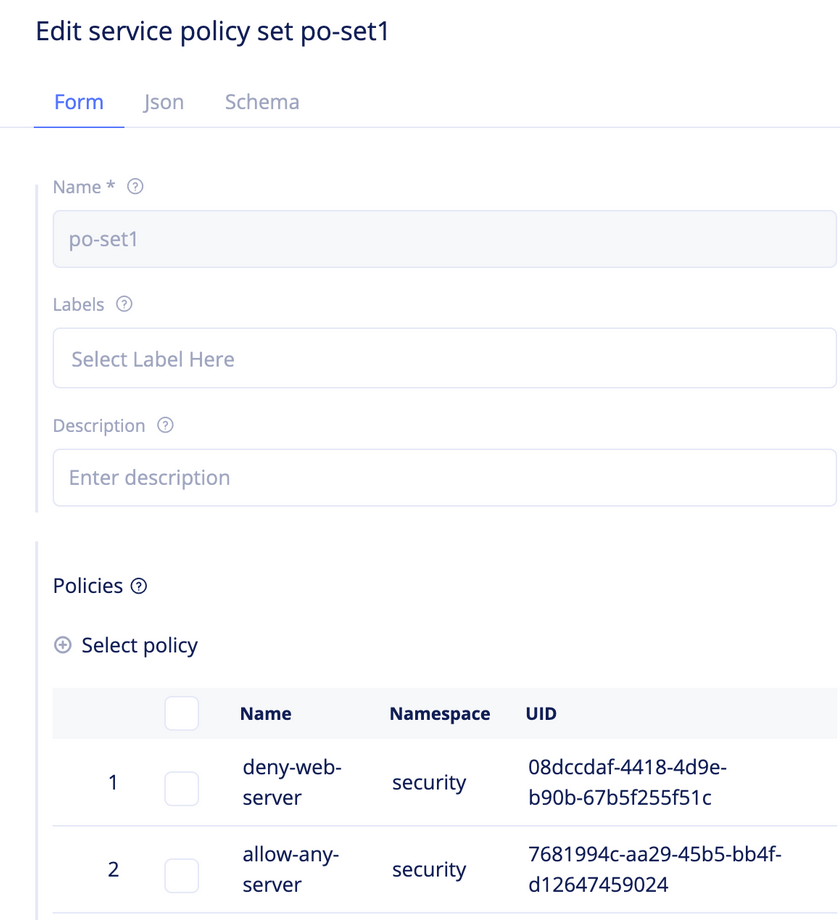 Edit service policy set po-set1
Form Json Schema
Name *
po-set1
Labels
Select Label Here
Description
Enter description
Policies
Select policy
Name Namespace UID
1 deny-web-server security 08dccdaf-4418-4d9e-b90b-67b5f255f51c
2 allow-any-server security 7681994c-aa29-45b5-bb4f-d12647459024